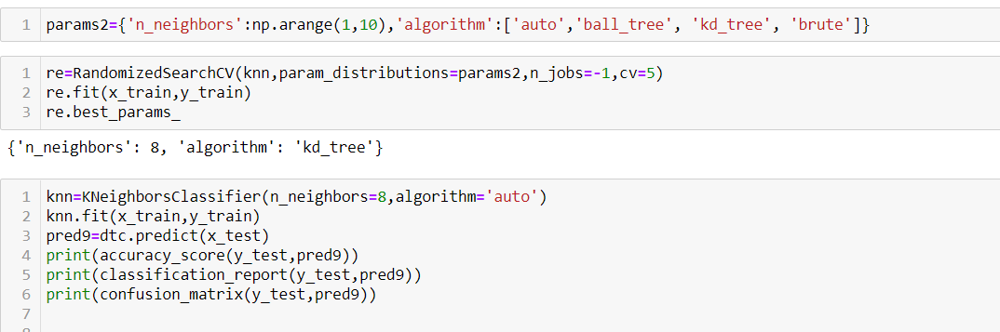 1 params2={'n_neighbors':np.arange(1,10),'algorithm':['auto','ball_tree', 'kd_tree', 'brute']}
1 re=RandomizedSearchCV(knn,param_distributions=params2,n_jobs=-1,cv=5)
2 re.fit(x_train,y_train)
3 re.best_params_
{'n_neighbors': 8, 'algorithm': 'kd_tree'}
1 knn=KNeighborsClassifier(n_neighbors=8,algorithm='auto')
2 knn.fit(x_train,y_train)
3 pred9=dtc.predict(x_test)
4 print(accuracy_score(y_test,pred9))
5 print(classification_report(y_test,pred9))
6 print(confusion_matrix(y_test,pred9))
7